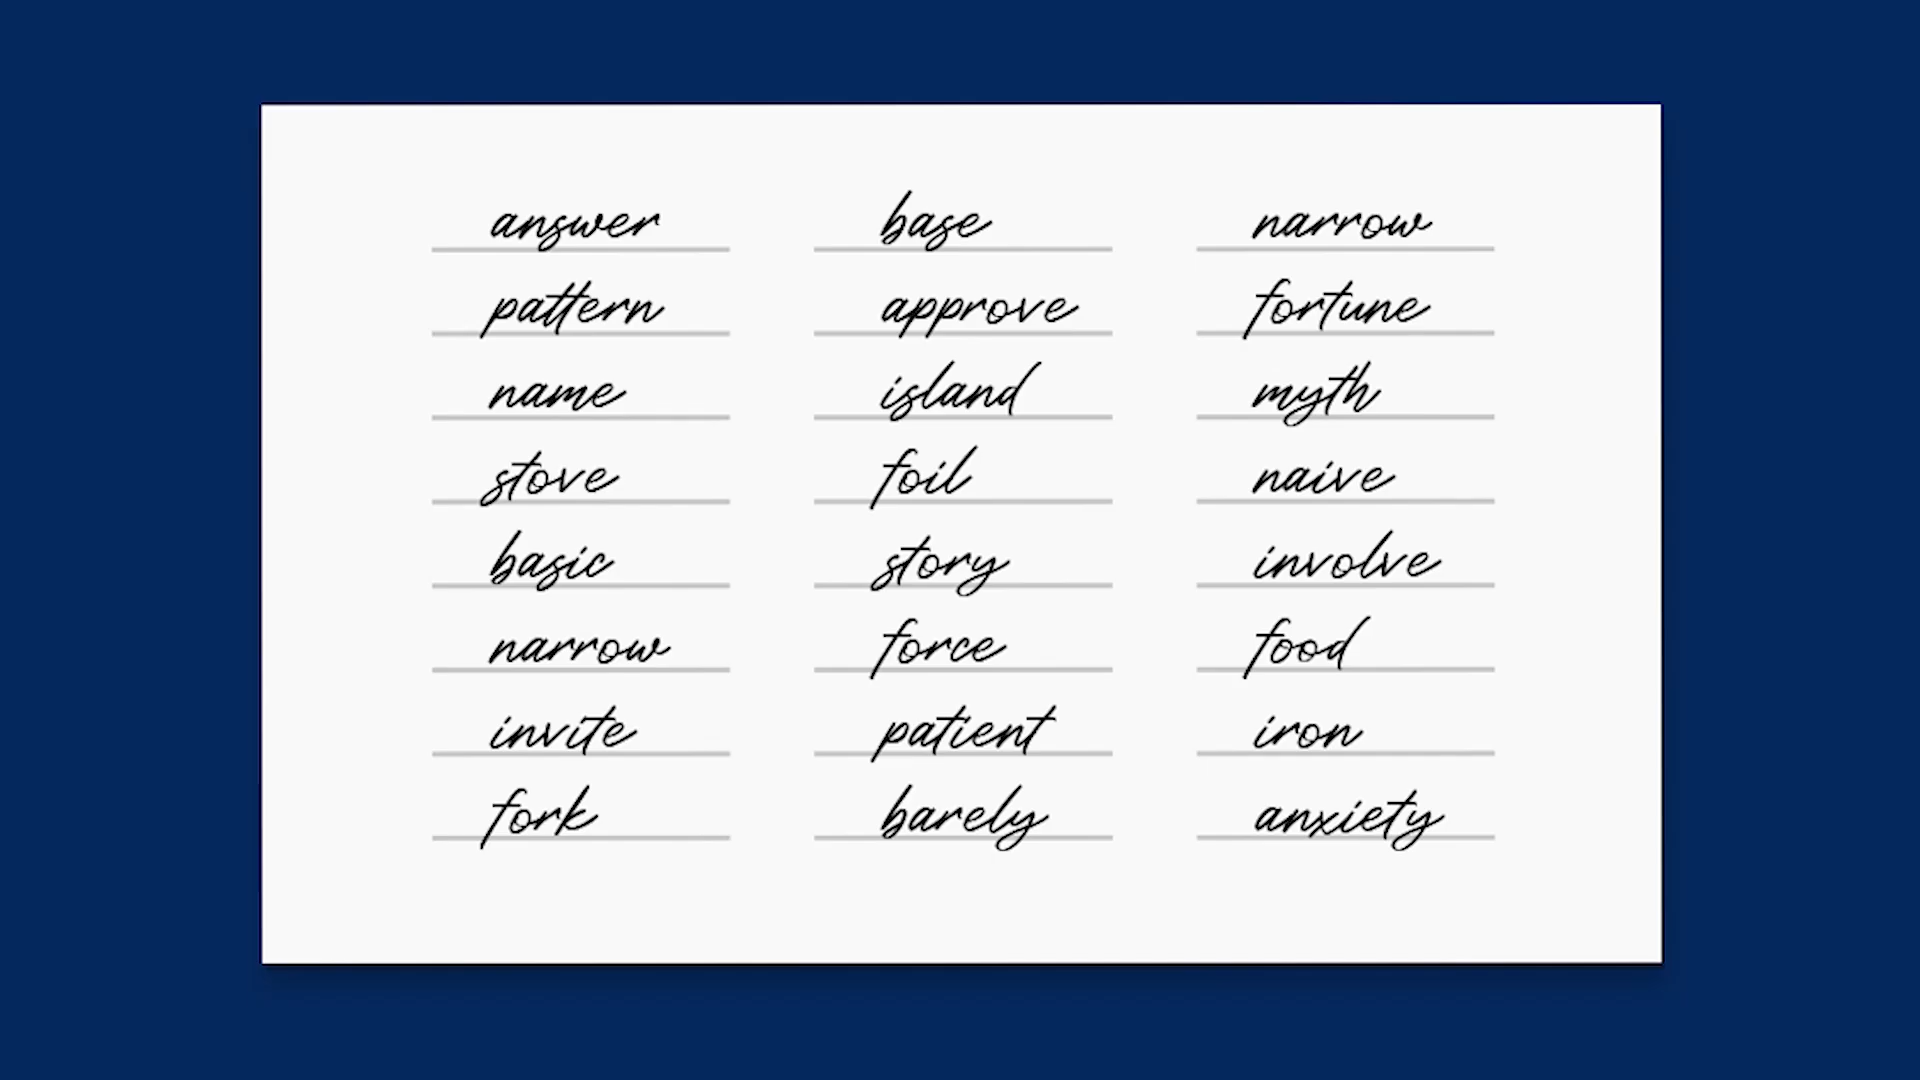 answer base narrow
pattern approve fortune
name island myth
stove foil naive
basic story involve
narrow force food
invite patient iron
fork barely anxiety